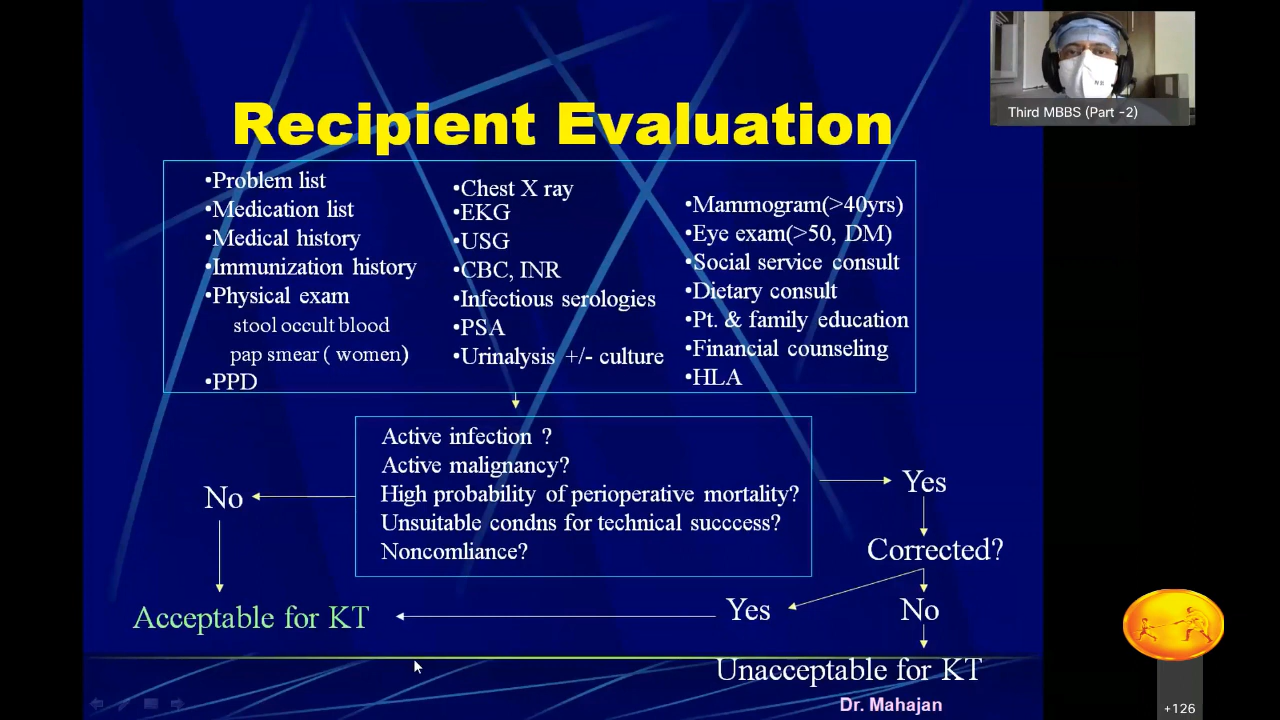 Recipient Evaluation
Third MBBS (Part -2)
•Problem list
•Medication list
•Medical history
•Immunization history
•Physical exam
stool occult blood
pap smear ( women)
•PPD
•Chest X ray
•EKG
•USG
•CBC, INR
•Infectious serologies
•PSA
•Urinalysis +/- culture
•Mammogram(>40yrs)
•Eye exam(>50, DM)
•Social service consult
•Dietary consult
•Pt. & family education
•Financial counseling
•HLA
Active infection ?
Active malignancy?
High probability of perioperative mortality?
Unsuitable condns for technical succcess?
Noncomliance?
No
Yes
Corrected?
Yes
No
Acceptable for KT
Unacceptable for KT
Dr. Mahajan
+126